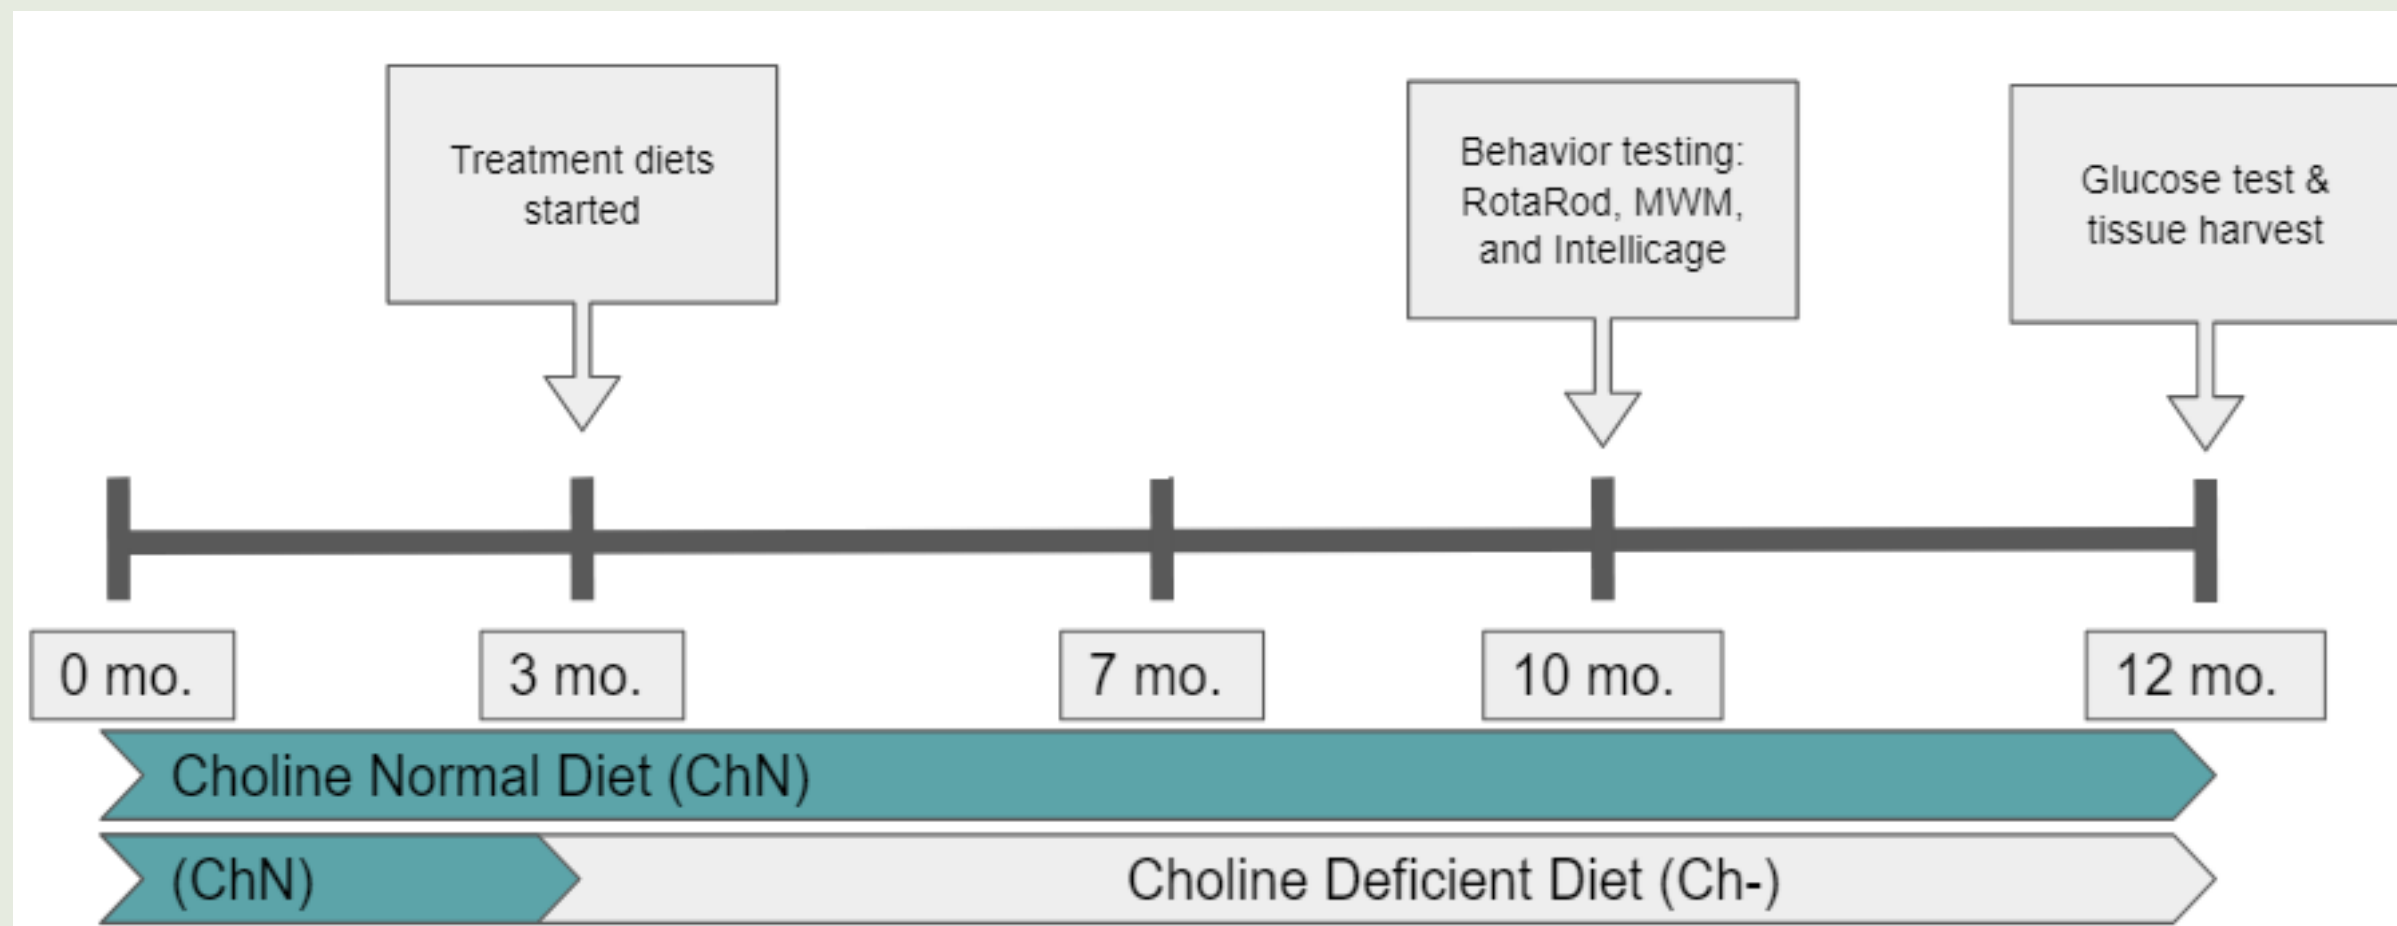 Treatment diets
started
Behavior testing:
RotaRod, MWM,
and Intellicage
Glucose test &
tissue harvest
0 mo.
3 mo.
7 mo.
10 mo.
12 mo.
Choline Normal Diet (ChN)
(ChN)
Choline Deficient Diet (Ch-)